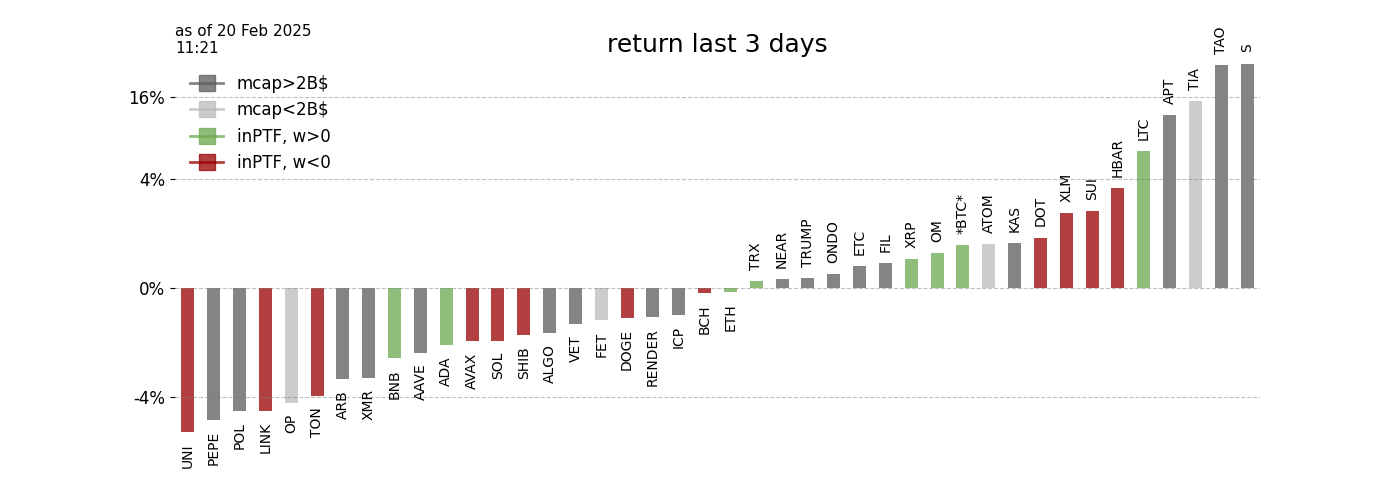 as of 20 Feb 2025
11:21
return last 3 days
mcap>2B$
mcap<2B$
inPTF, w>0
inPTF, w<0
16%
4%
0%
-4%
UNI
PEPE
POL
LINK
OP
TON
ARB
XMR
BNB
AAVE
ADA
AVAX
SOL
SHIB
ALGO
VET
FET
DOGE
RENDER
ICP
BCH
ETH
TRX
NEAR
TRUMP
ONDO
ETC
FIL
XRP
OM
*BTC*
ATOM
KAS
DOT
XLM
SUI
HBAR
LTC
APT
TIA
TAO
S